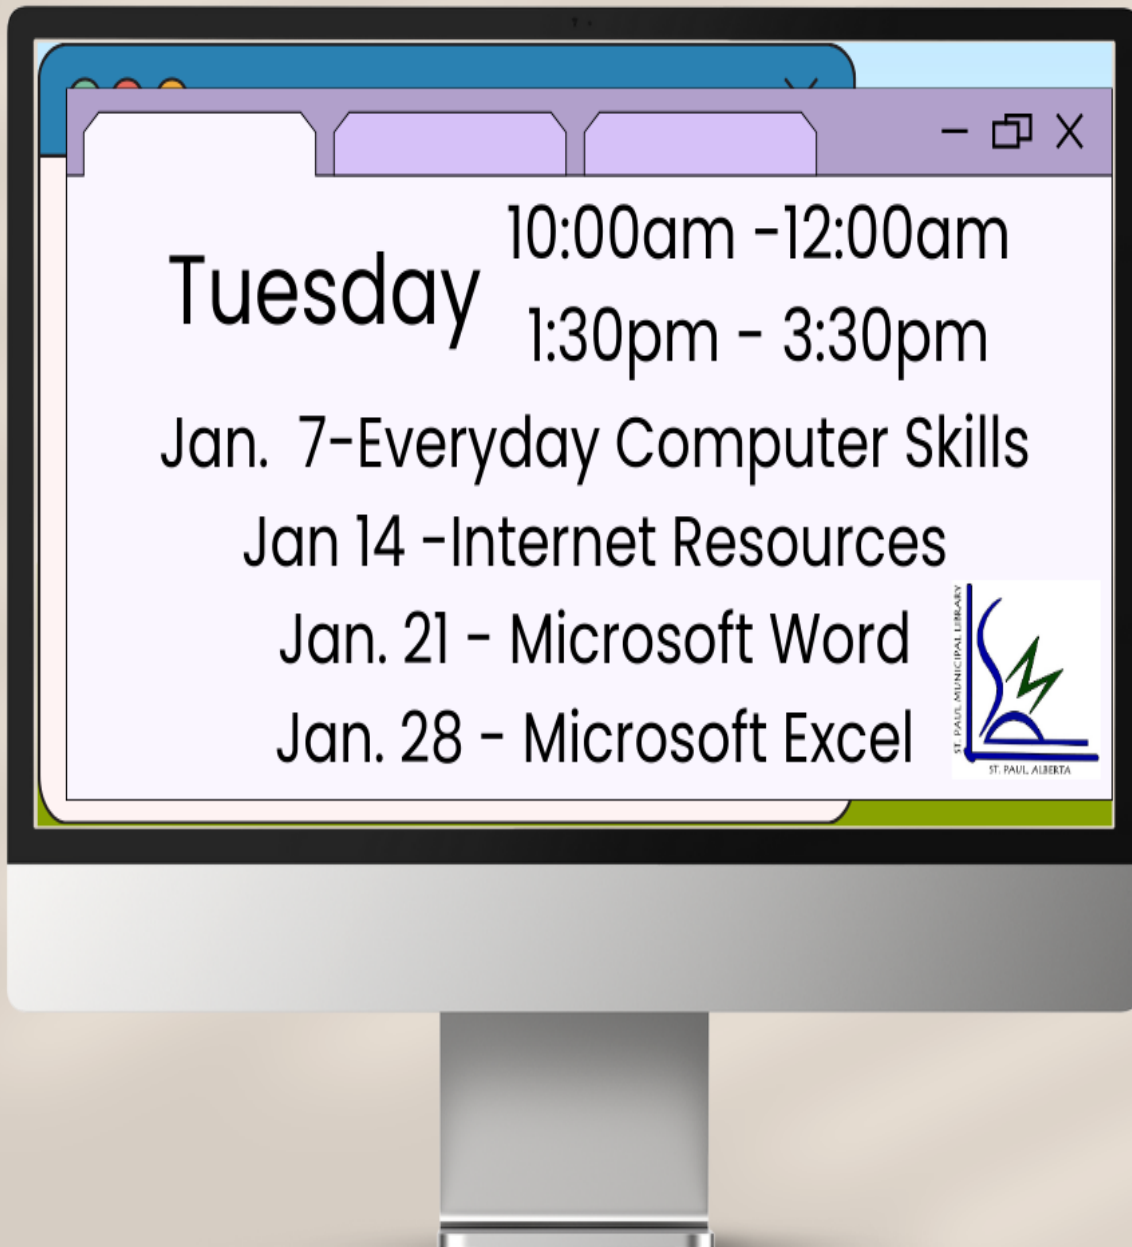 Tuesday
10:00am -12:00am
1:30pm - 3:30pm
Jan.  7-Everyday Computer Skills
Jan 14 -Internet Resources
Jan. 21 - Microsoft Word
Jan. 28 - Microsoft Excel
ST. PAUL MUNICIPAL LIBRARY
ST. PAUL, ALBERTA